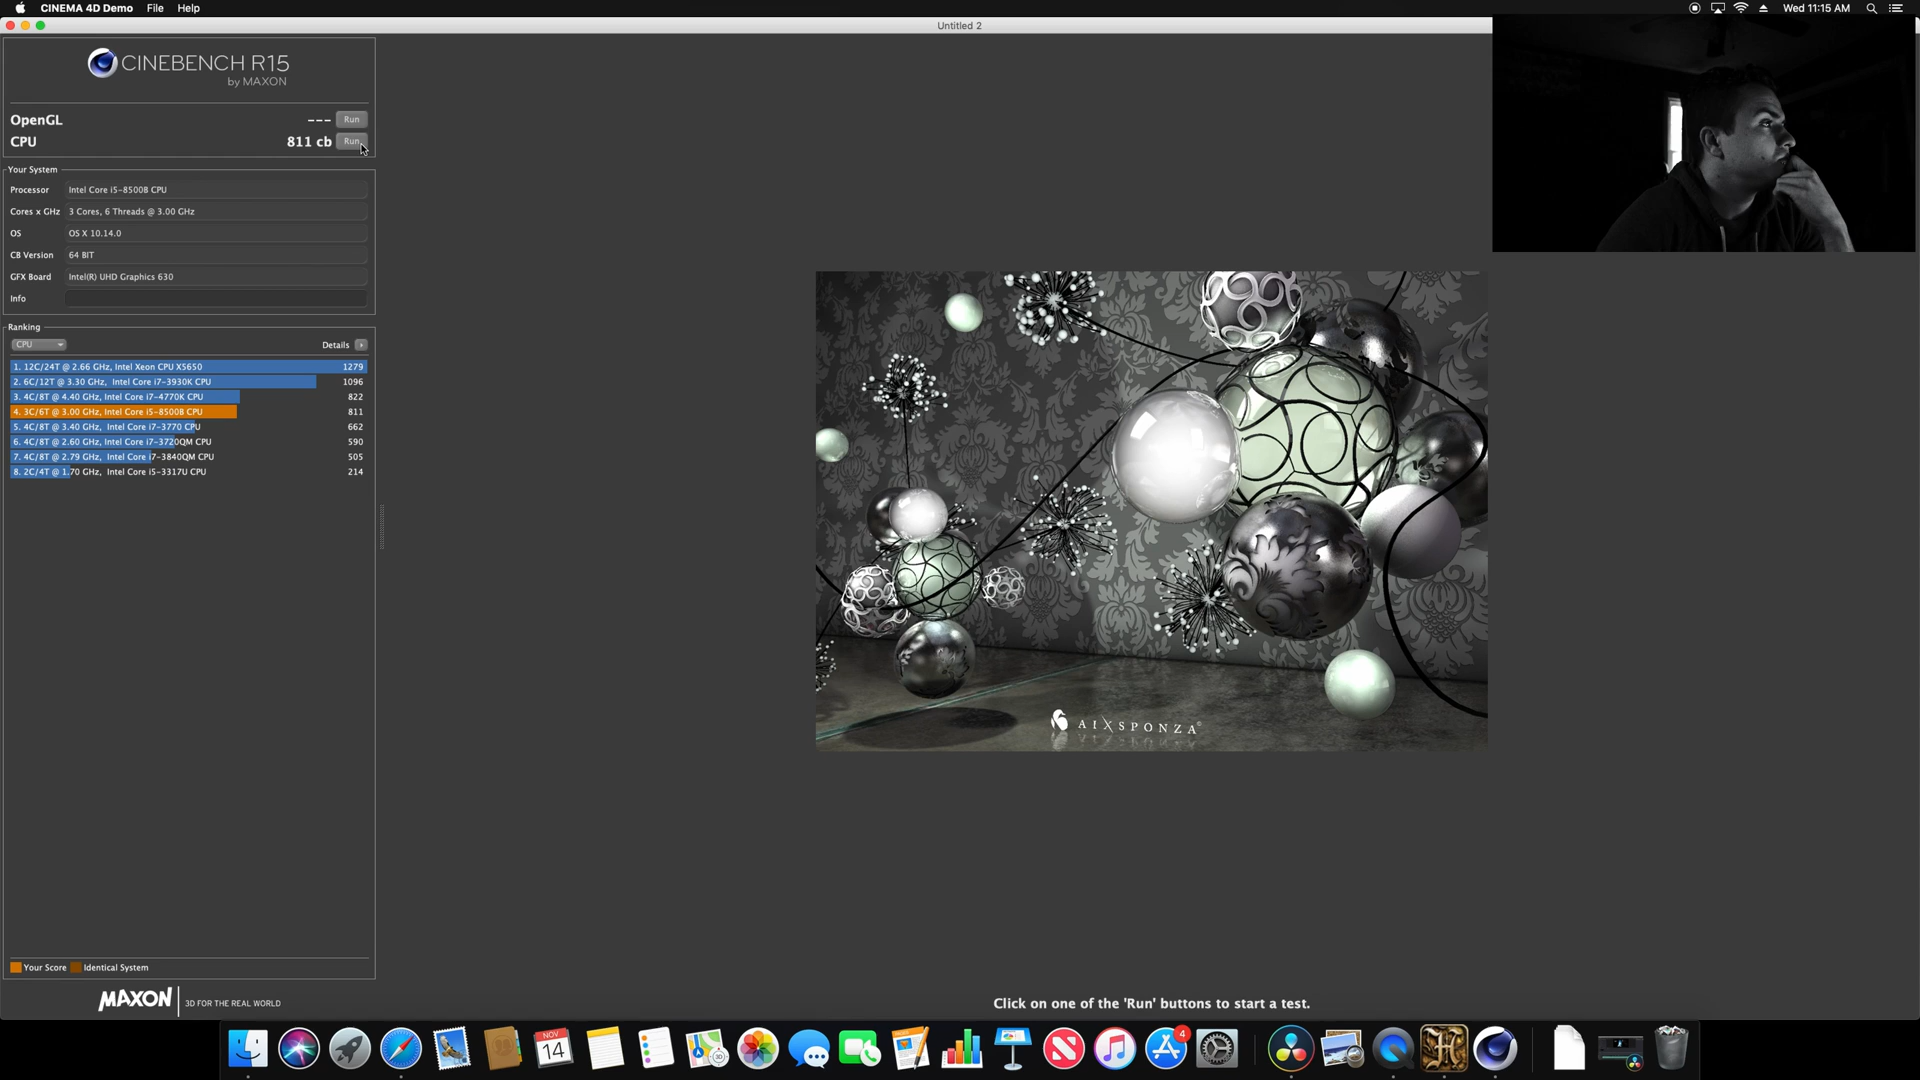 CINEMA 4D Demo File Help
Wed 11:15 AM
Untitled 2
CINEBENCH R15
by MAXON
OpenGL --- Run
CPU 811 cb Run
Your System
Processor Intel Core i5-8500B CPU
Cores x GHz 3 Cores, 6 Threads @ 3.00 GHz
OS OS X 10.14.0
CB Version 64 BIT
GFX Board Intel(R) UHD Graphics 630
Info
Ranking
CPU Details
1. 12C/24T @ 2.66 GHz, Intel Xeon CPU X5650 1279
2. 6C/12T @ 3.30 GHz, Intel Core i7-3930K CPU 1096
3. 4C/8T @ 4.40 GHz, Intel Core i7-4770K CPU 822
4. 3C/6T @ 3.00 GHz, Intel Core i5-8500B CPU 811
5. 4C/8T @ 3.40 GHz, Intel Core i7-3770 CPU 662
6. 4C/8T @ 2.60 GHz, Intel Core i7-3720QM CPU 590
7. 4C/8T @ 2.79 GHz, Intel Core i7-3840QM CPU 505
8. 2C/4T @ 1.70 GHz, Intel Core i5-3317U CPU 214
AIXSPONZA©
Your Score Identical System
MAXON 3D FOR THE REAL WORLD
Click on one of the 'Run' buttons to start a test.
NOV
14
3D
4